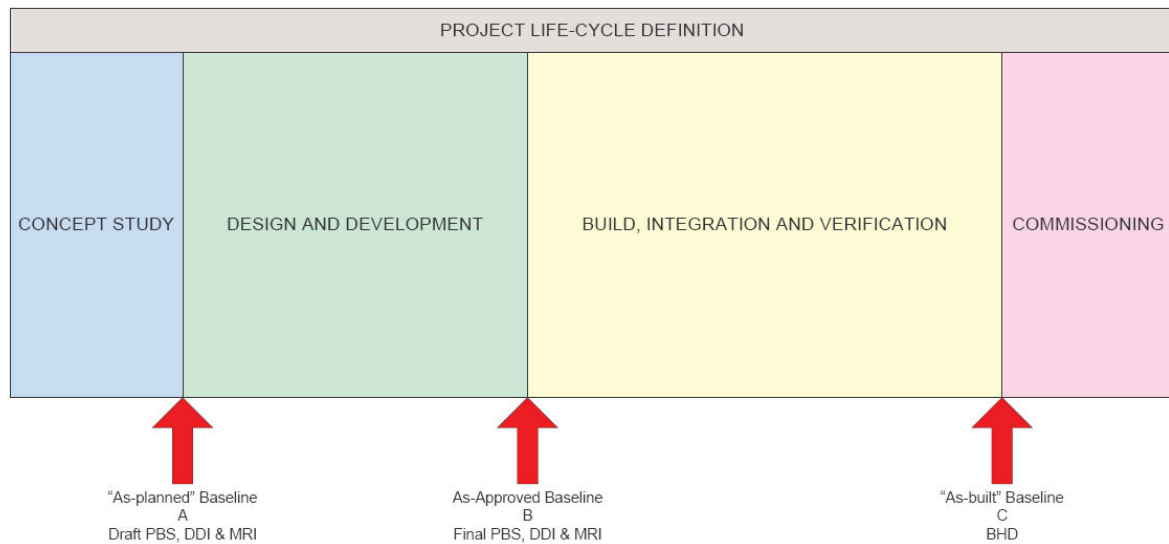 PROJECT LIFE-CYCLE DEFINITION
CONCEPT STUDY
DESIGN AND DEVELOPMENT
BUILD, INTEGRATION AND VERIFICATION
COMMISSIONING
“As-planned” Baseline
A
Draft PBS, DDI & MRI
As-Approved Baseline
B
Final PBS, DDI & MRI
“As-built” Baseline
C
BHD